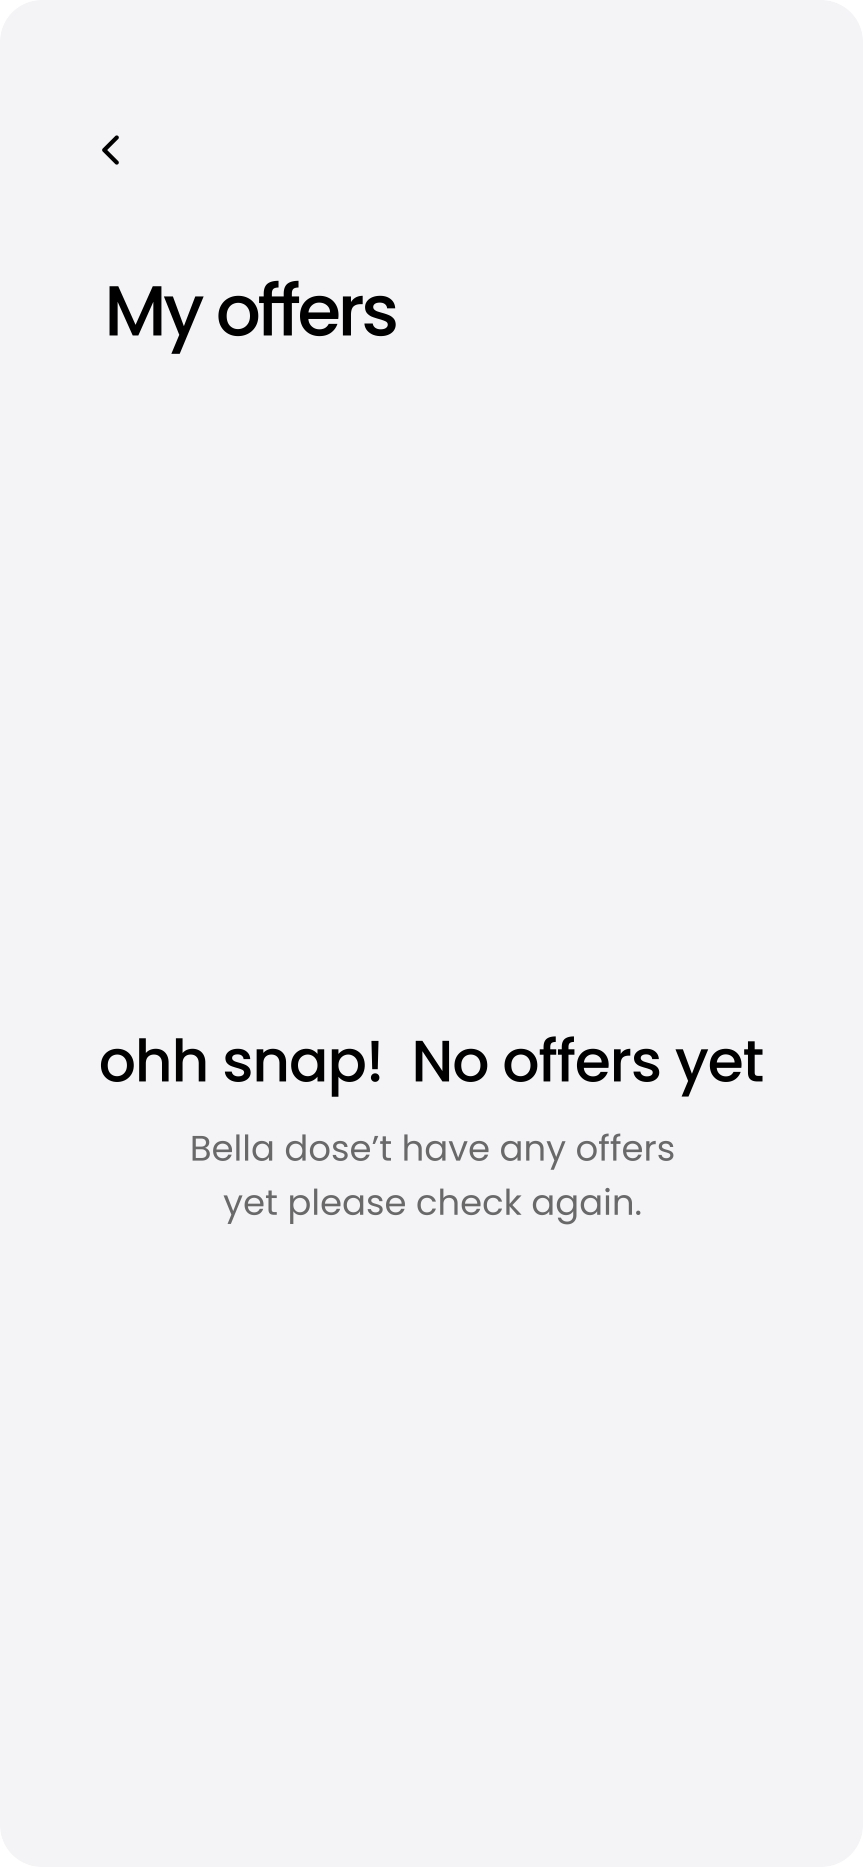 My offers
ohh snap!  No offers yet
Bella dose’t have any offers
yet please check again.